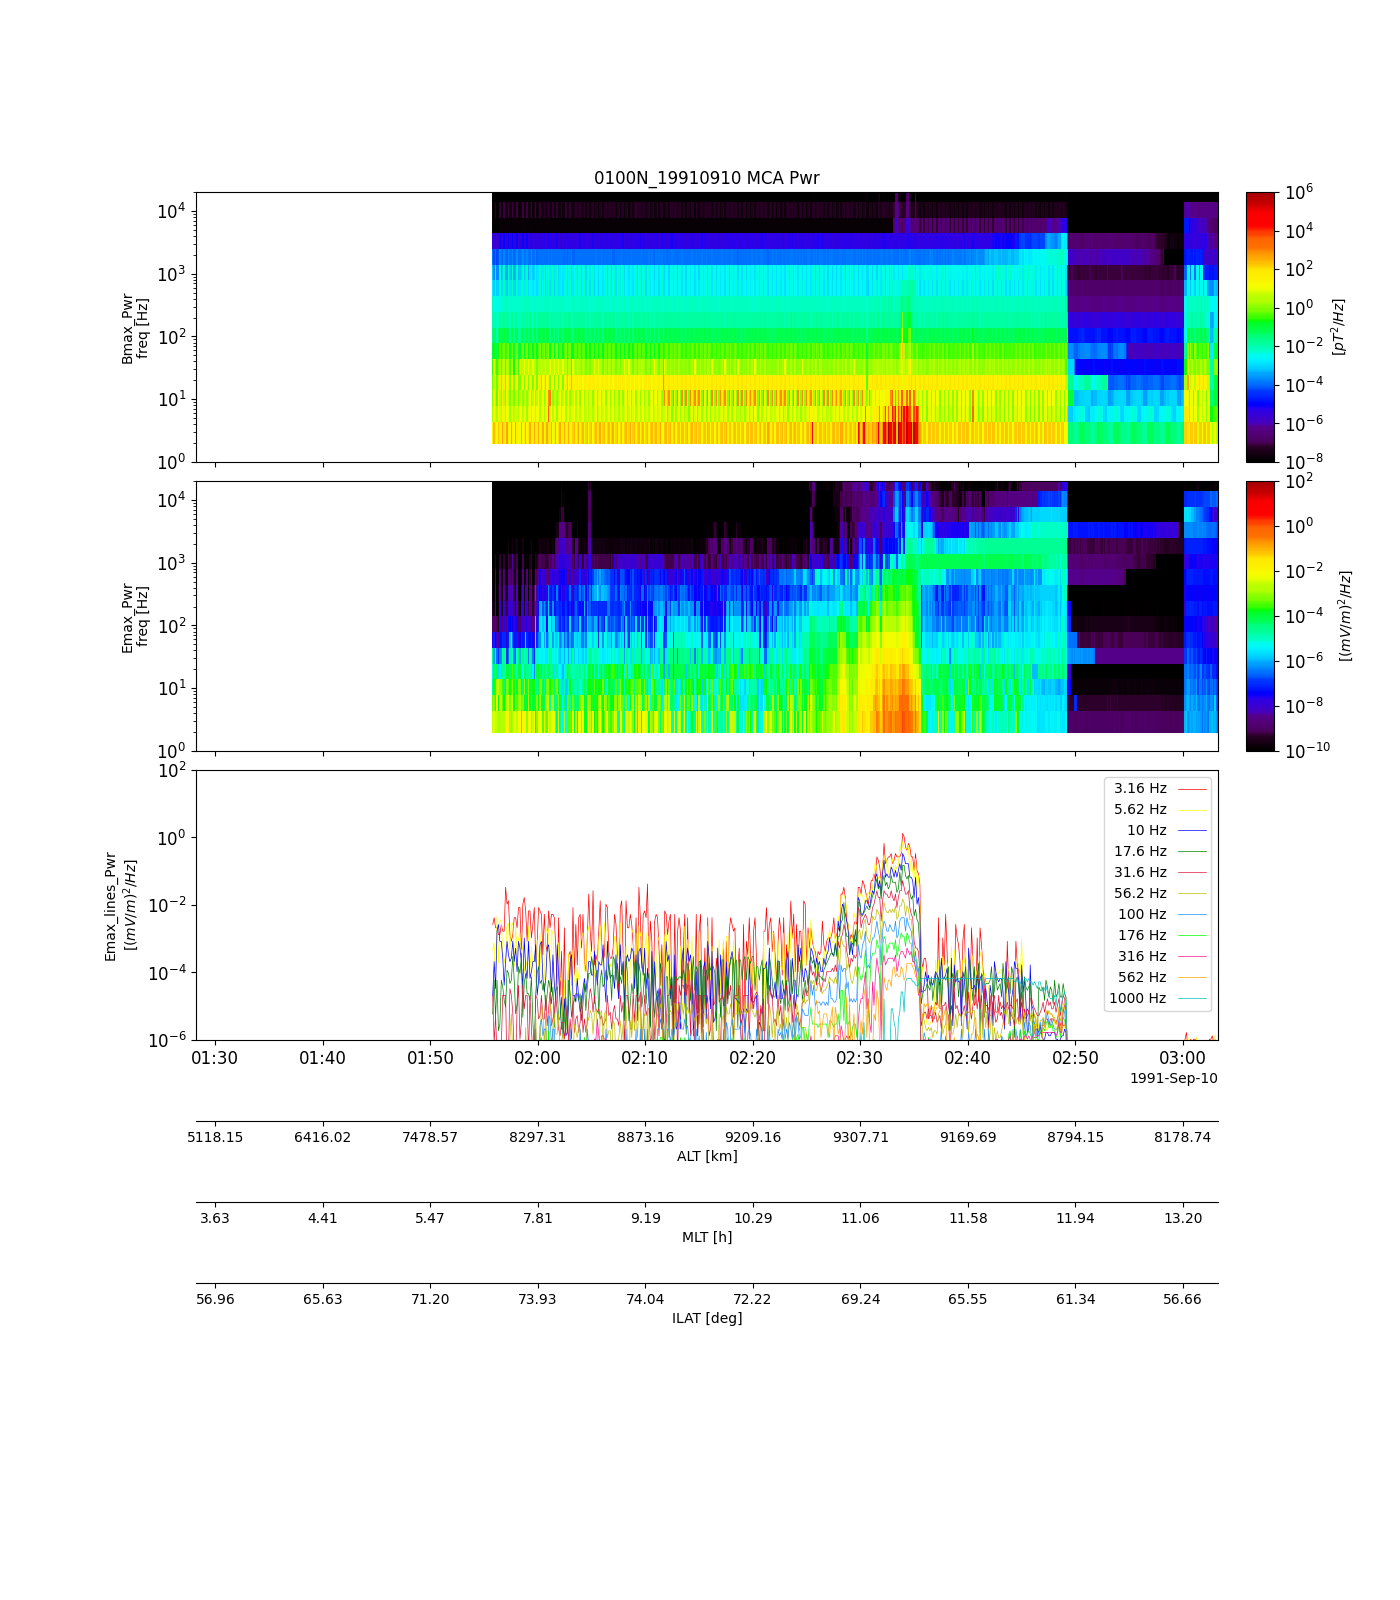 0100N_19910910 MCA Pwr
10^4
10^3
10^2
10^1
10^0
Bmax_Pwr
freq [Hz]
10^6
10^4
10^2
10^0
10^-2
10^-4
10^-6
10^-8
[pT^2/Hz]
10^4
10^3
10^2
10^1
10^0
Emax_Pwr
freq [Hz]
10^2
10^0
10^-2
10^-4
10^-6
10^-8
10^-10
[(mV/m)^2/Hz]
10^2
10^0
10^-2
10^-4
10^-6
Emax_lines_Pwr
[(mV/m)^2/Hz]
3.16 Hz
5.62 Hz
10 Hz
17.6 Hz
31.6 Hz
56.2 Hz
100 Hz
176 Hz
316 Hz
562 Hz
1000 Hz
01:30 01:40 01:50 02:00 02:10 02:20 02:30 02:40 02:50 03:00
1991-Sep-10
5118.15 6416.02 7478.57 8297.31 8873.16 9209.16 9307.71 9169.69 8794.15 8178.74
ALT [km]
3.63 4.41 5.47 7.81 9.19 10.29 11.06 11.58 11.94 13.20
MLT [h]
56.96 65.63 71.20 73.93 74.04 72.22 69.24 65.55 61.34 56.66
ILAT [deg]